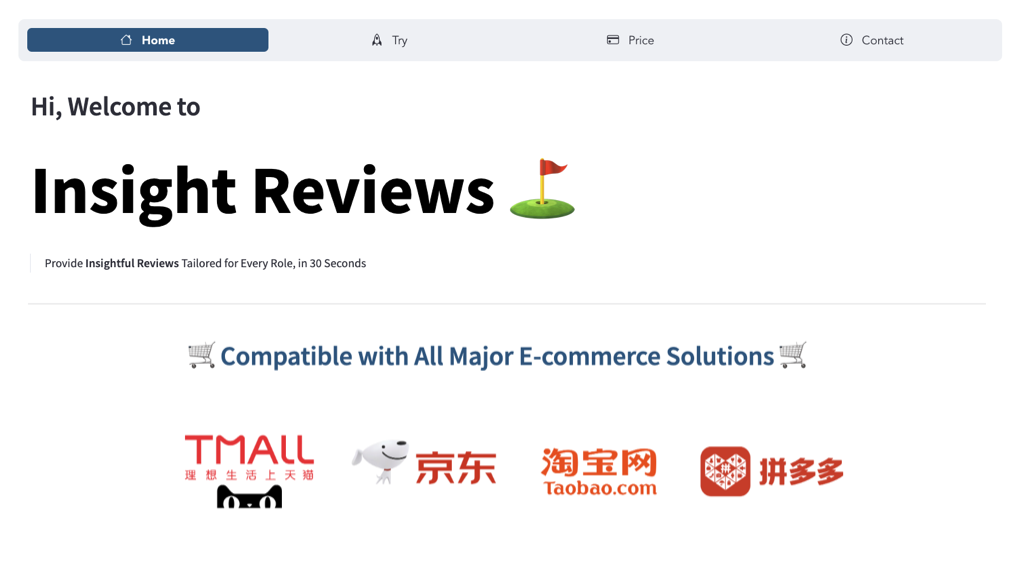 Home
Try
Price
Contact
Hi, Welcome to
Insight Reviews
Provide Insightful Reviews Tailored for Every Role, in 30 Seconds
Compatible with All Major E-commerce Solutions
TMALL
理想生活上天猫
京东
淘宝网
Taobao.com
拼
拼多多